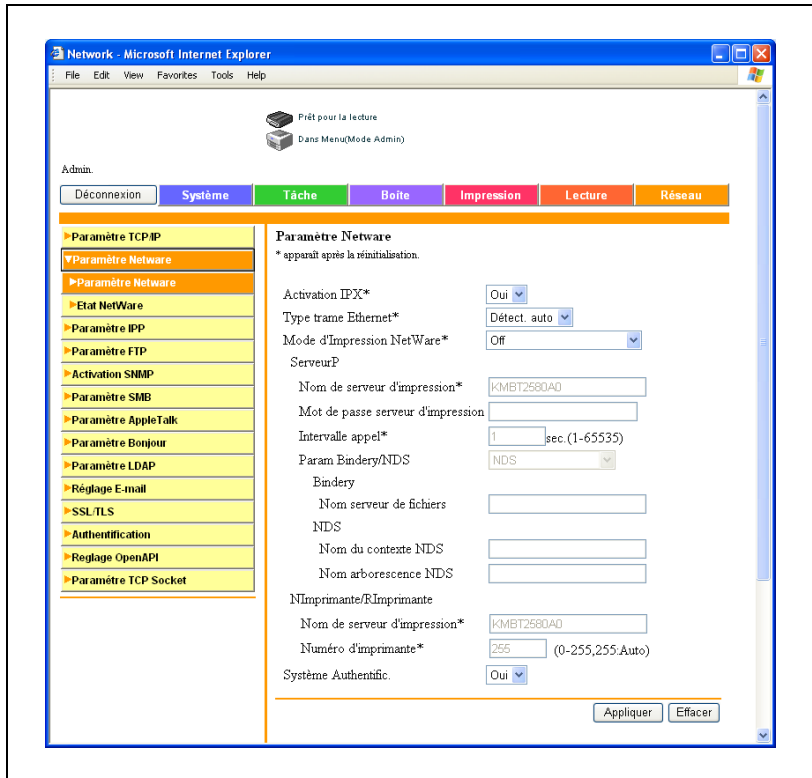 Network - Microsoft Internet Explorer
File Edit View Favorites Tools Help
Prêt pour la lecture
Dans Menu(Mode Admin)
Admin.
Déconnexion Système Tâche Boîte Impression Lecture Réseau
Paramètre TCP/IP
Paramètre Netware
Paramètre Netware
Etat NetWare
Paramètre IPP
Paramètre FTP
Activation SNMP
Paramètre SMB
Paramètre AppleTalk
Paramètre Bonjour
Paramètre LDAP
Réglage E-mail
SSL/TLS
Authentification
Reglage OpenAPI
Paramétre TCP Socket
Paramètre Netware
* apparaît après la réinitialisation.
Activation IPX* Oui
Type trame Ethernet* Détect. auto
Mode d'Impression NetWare* Off
ServeurP
Nom de serveur d'impression* KMBT2580A0
Mot de passe serveur d'impression
Intervalle appel* 1 sec.(1-65535)
Param Bindery/NDS NDS
Bindery
Nom serveur de fichiers
NDS
Nom du contexte NDS
Nom arborescence NDS
NImprimante/RImprimante
Nom de serveur d'impression* KMBT2580A0
Numéro d'imprimante* 255 (0-255,255:Auto)
Système Authentific. Oui
Appliquer Effacer